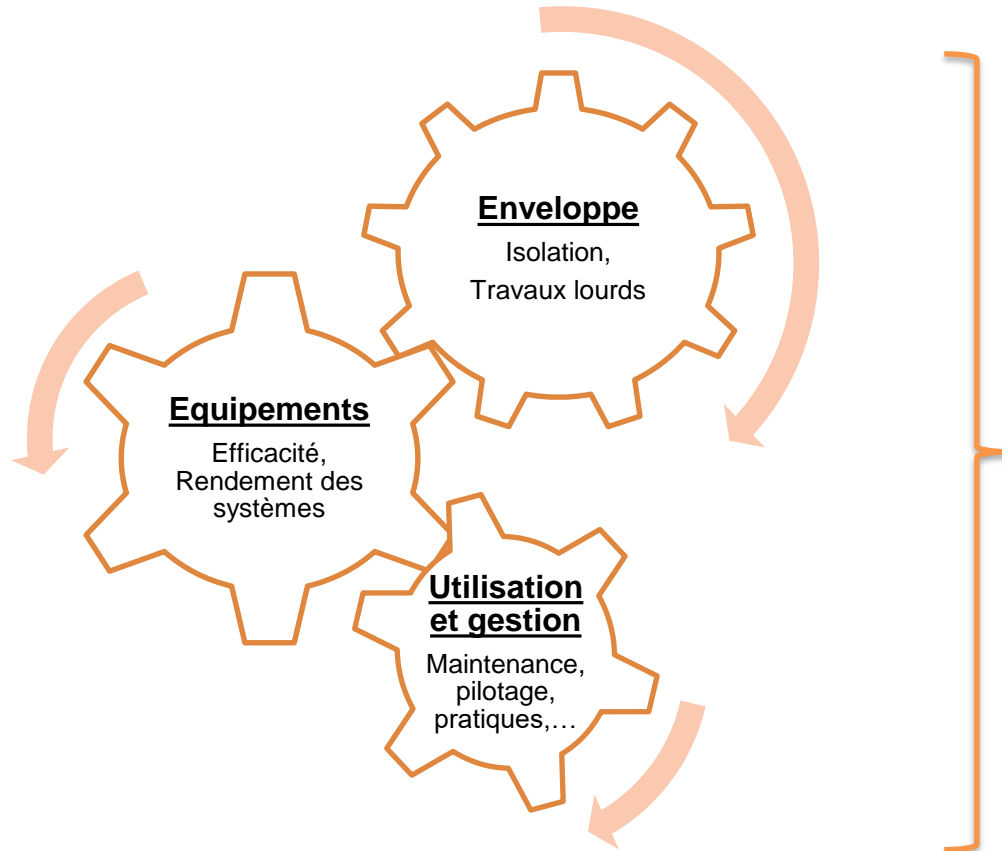 Enveloppe
Isolation,
Travaux lourds
Equipements
Efficacité,
Rendement des
systèmes
Utilisation
et gestion
Maintenance,
pilotage,
pratiques,…